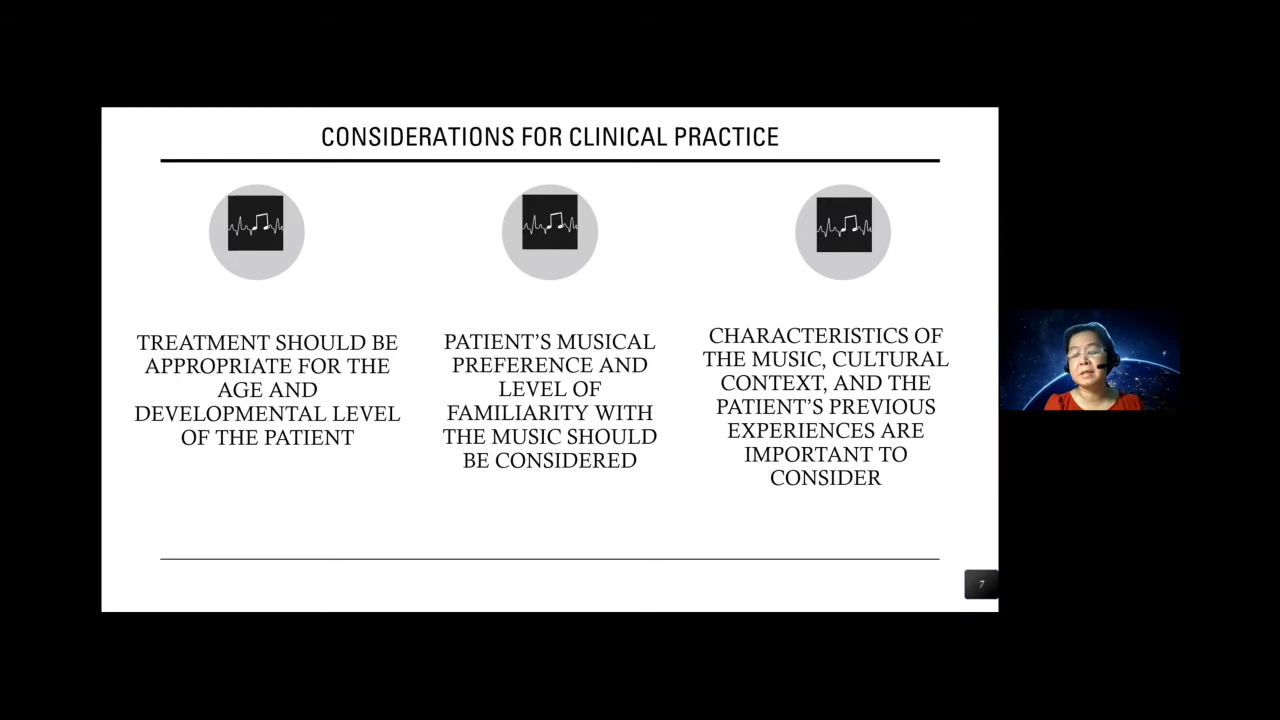 CONSIDERATIONS FOR CLINICAL PRACTICE
TREATMENT SHOULD BE
APPROPRIATE FOR THE
AGE AND
DEVELOPMENTAL LEVEL
OF THE PATIENT
PATIENT’S MUSICAL
PREFERENCE AND
LEVEL OF
FAMILIARITY WITH
THE MUSIC SHOULD
BE CONSIDERED
CHARACTERISTICS OF
THE MUSIC, CULTURAL
CONTEXT, AND THE
PATIENT’S PREVIOUS
EXPERIENCES ARE
IMPORTANT TO
CONSIDER
7